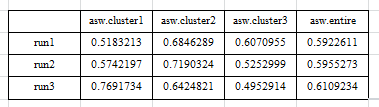 asw.cluster1 asw.cluster2 asw.cluster3 asw.entire
run1 0.5183213 0.6846289 0.6070955 0.5922611
run2 0.5742197 0.7190324 0.5252999 0.5955273
run3 0.7691734 0.6424821 0.4952914 0.6109234